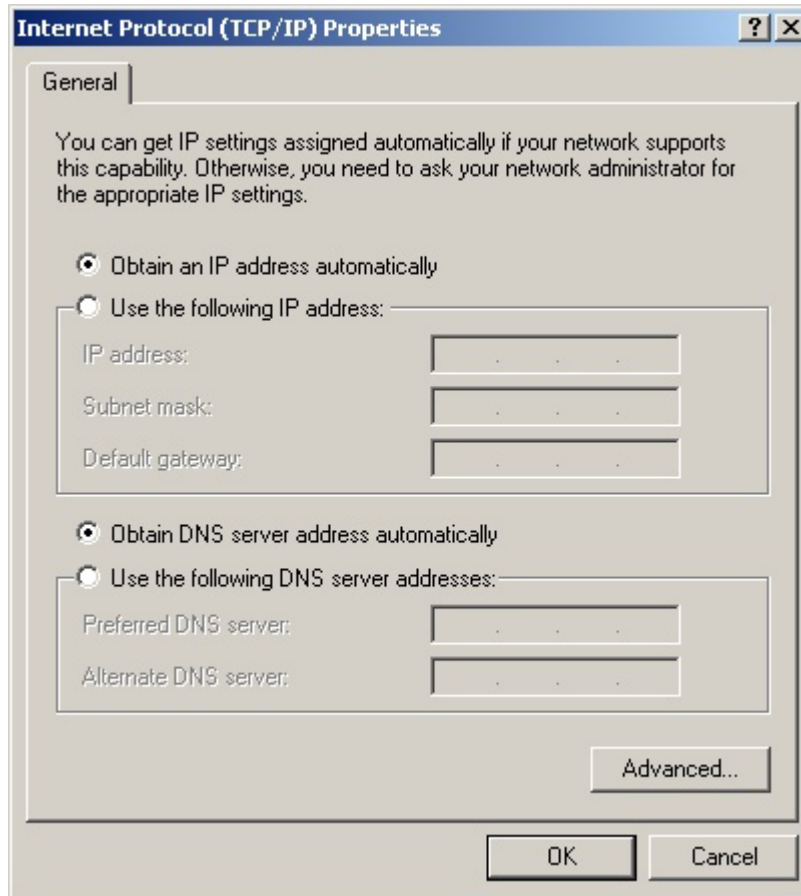 Internet Protocol (TCP/IP) Properties
General
You can get IP settings assigned automatically if your network supports
this capability. Otherwise, you need to ask your network administrator for
the appropriate IP settings.
Obtain an IP address automatically
Use the following IP address:
IP address:
Subnet mask:
Default gateway:
Obtain DNS server address automatically
Use the following DNS server addresses:
Preferred DNS server:
Alternate DNS server:
Advanced...
OK
Cancel